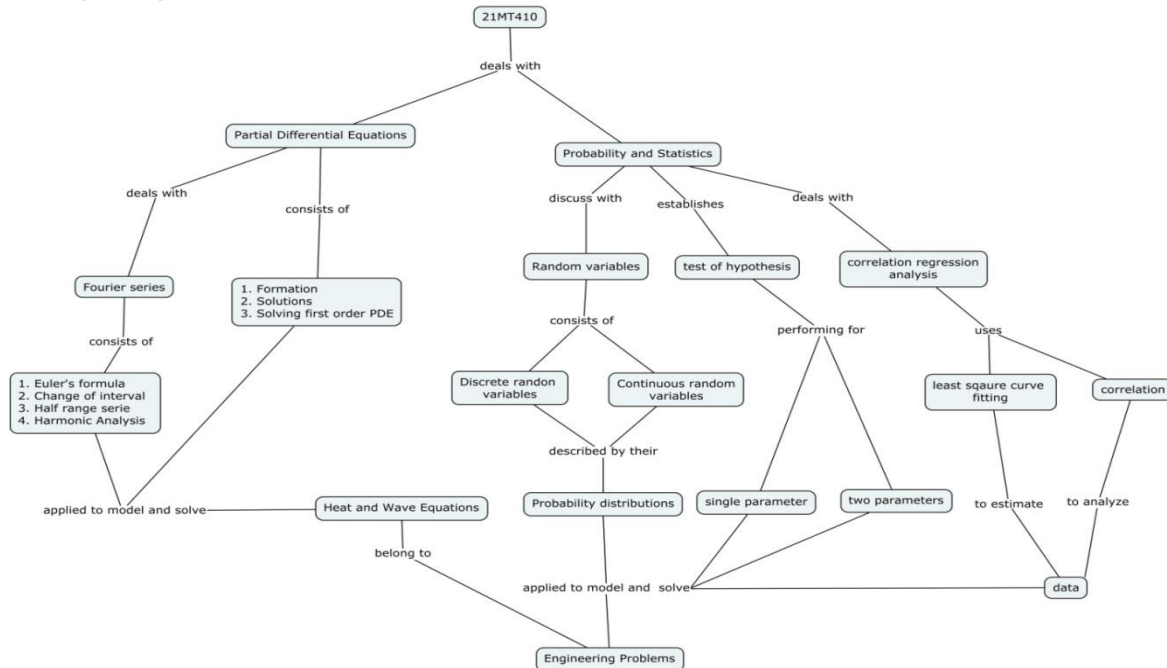 21MT410
deals with
Partial Differential Equations
Probability and Statistics
deals with
consists of
discuss with
establishes
deals with
Fourier series
1. Formation
2. Solutions
3. Solving first order PDE
Random variables
test of hypothesis
correlation regression
analysis
consists of
consists of
performing for
uses
1. Euler's formula
2. Change of interval
3. Half range serie
4. Harmonic Analysis
Discrete randon
variables
Continuous random
variables
least sqaure curve
fitting
correlation
described by their
applied to model and solve
Heat and Wave Equations
Probability distributions
single parameter
two parameters
to estimate
to analyze
belong to
applied to model and solve
data
Engineering Problems